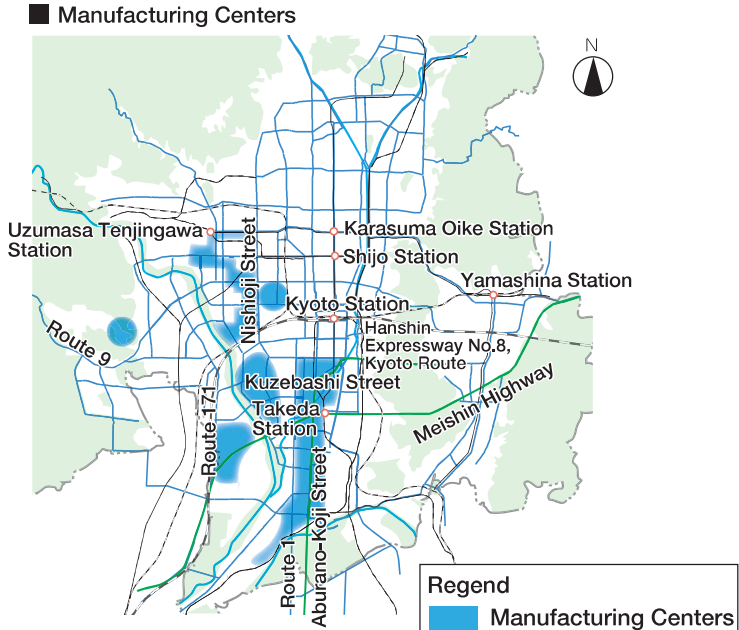 Manufacturing Centers
N
Uzumasa Tenjingawa
Station
Nishioji Street
Karasuma Oike Station
Shijo Station
Yamashina Station
Kyoto Station
Route 9
Hanshin
Expressway No.8,
Kyoto Route
Kuzebashi Street
Route 171
Takeda
Station
Meishin Highway
Route 1
Aburano-Koji Street
Regend
Manufacturing Centers